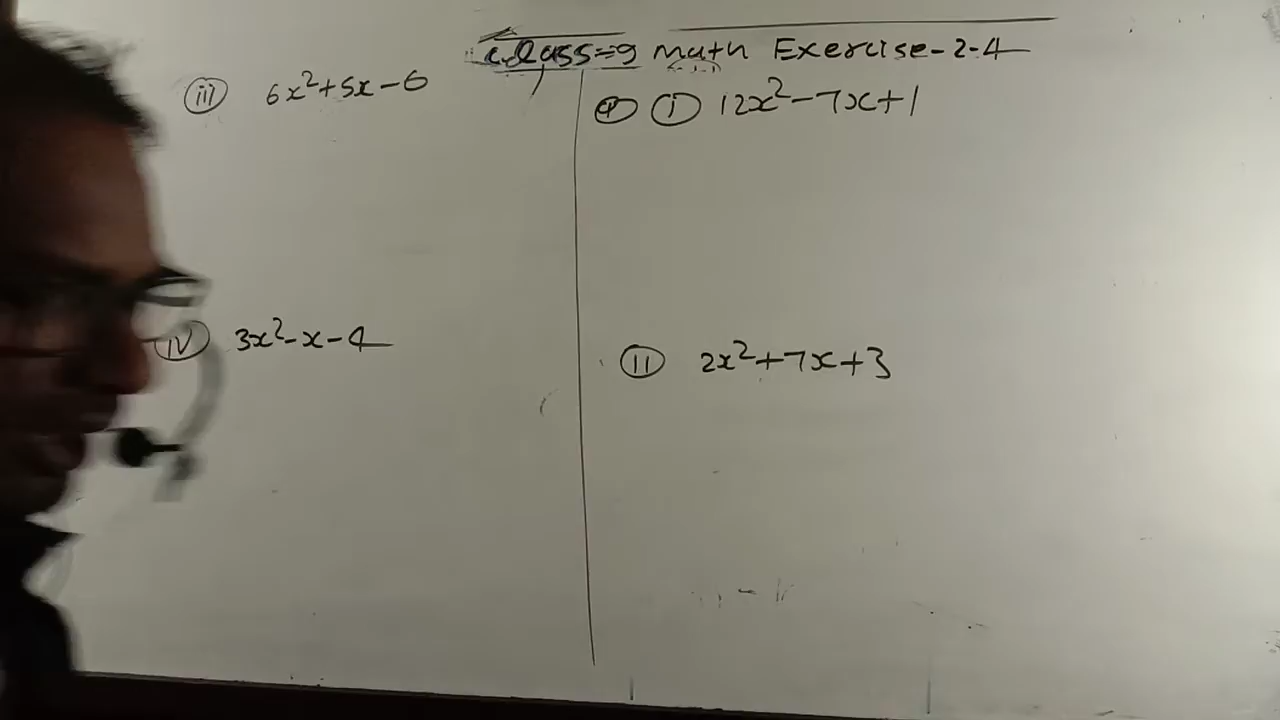 Class=9 math Exercise-2-4
(iii) 6x²+5x-6
(iv) 3x²-x-4
(4) (i) 12x²-7x+1
(ii) 2x²+7x+3